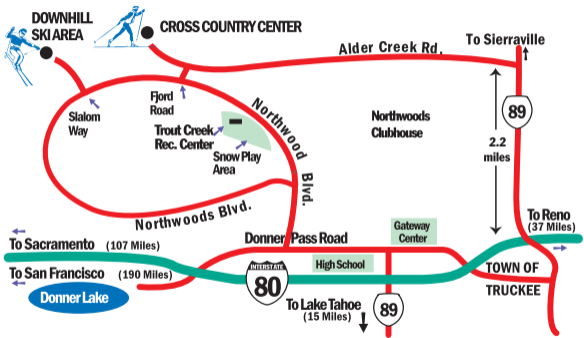 DOWNHILL
SKI AREA
CROSS COUNTRY CENTER
Alder Creek Rd.
To Sierraville
89
Slalom
Way
Fjord
Road
Northwood Blvd.
Trout Creek
Rec. Center
Snow Play
Area
Northwoods
Clubhouse
2.2
miles
Northwoods Blvd.
To Reno
(37 Miles)
Gateway
Center
To Sacramento (107 Miles)
Donner Pass Road
To San Francisco (190 Miles)
High School
INTERSTATE
80
TOWN OF
TRUCKEE
Donner Lake
To Lake Tahoe
(15 Miles)
89